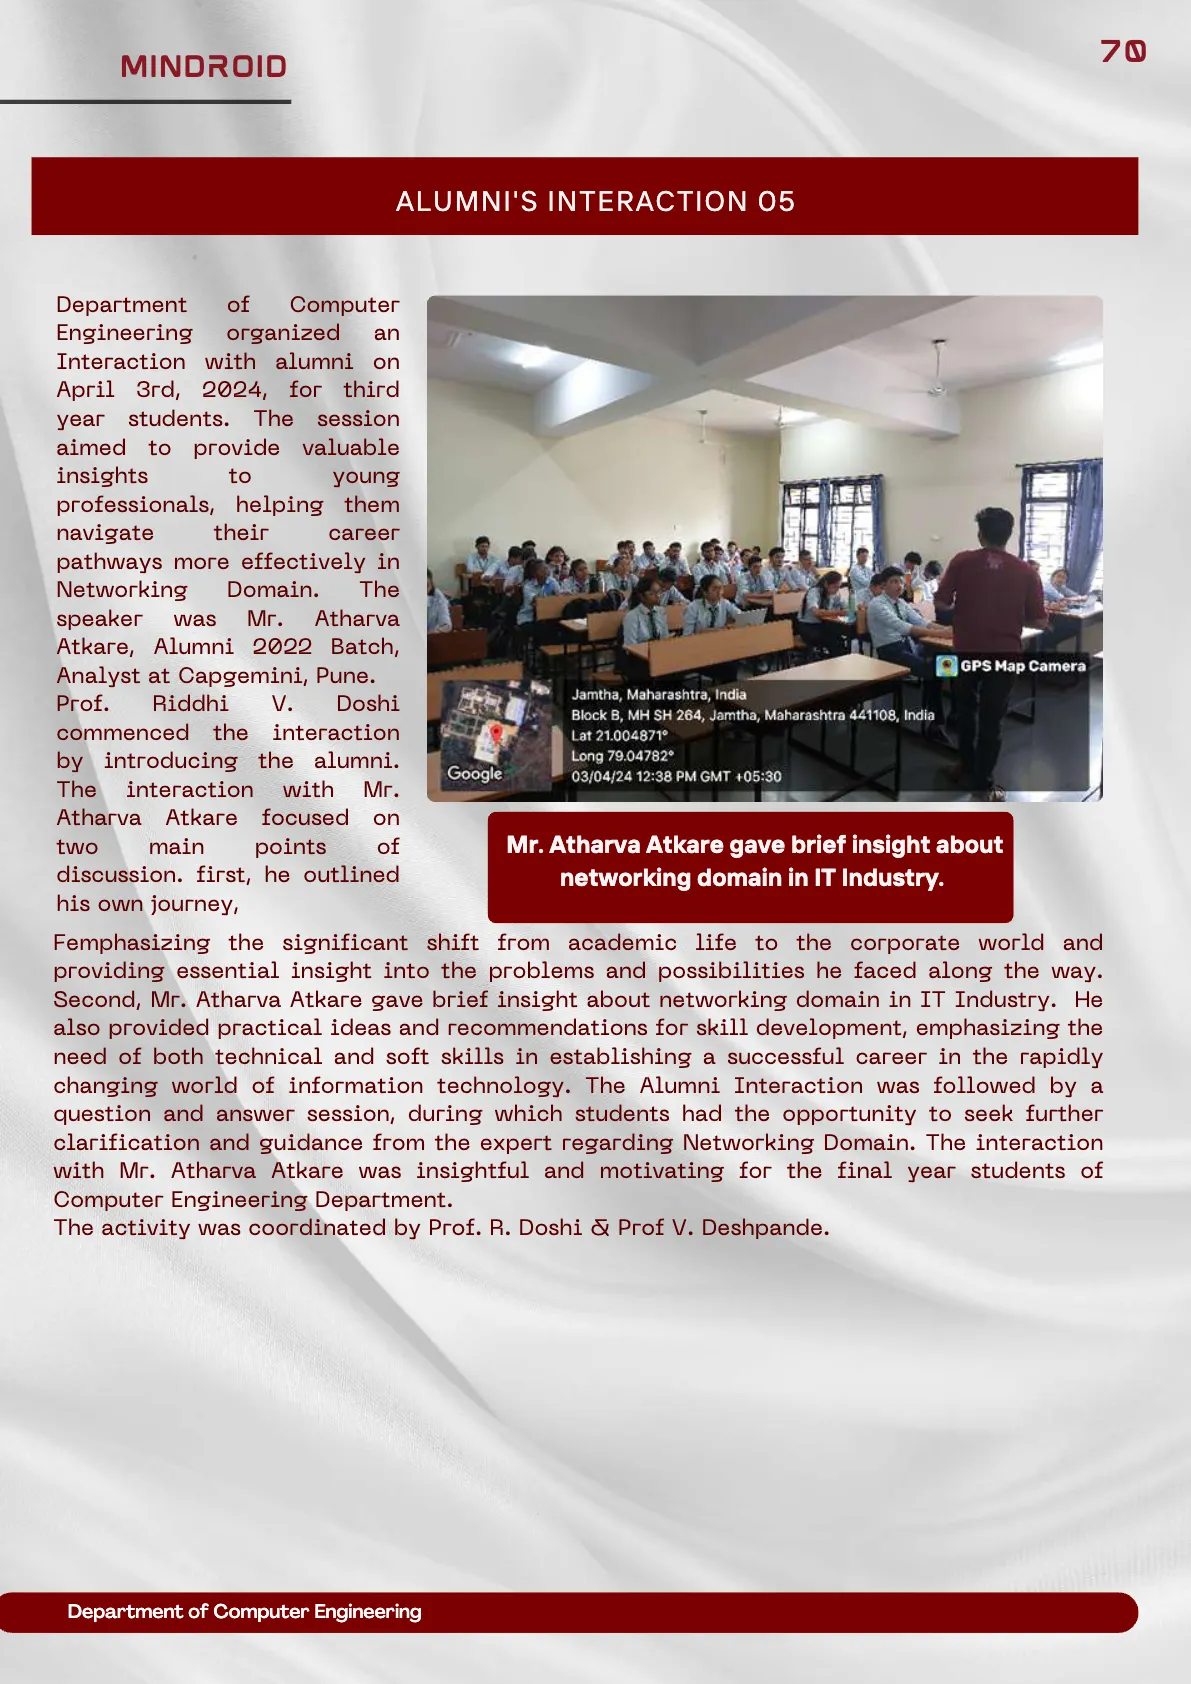 MINDROID
70
ALUMNI'S INTERACTION 05
Department of Computer
Engineering organized an
Interaction with alumni on
April 3rd, 2024, for third
year students. The session
aimed to provide valuable
insights to young
professionals, helping them
navigate their career
pathways more effectively in
Networking Domain. The
speaker was Mr. Atharva
Atkare, Alumni 2022 Batch,
Analyst at Capgemini, Pune.
Prof. Riddhi V. Doshi
commenced the interaction
by introducing the alumni.
The interaction with Mr.
Atharva Atkare focused on
two main points of
discussion. first, he outlined
his own journey,
GPS Map Camera
Jamtha, Maharashtra, India
Block B, MH SH 264, Jamtha, Maharashtra 441108, India
Lat 21.004871°
Long 79.04782°
03/04/24 12:38 PM GMT +05:30
Google
Mr. Atharva Atkare gave brief insight about
networking domain in IT Industry.
Femphasizing the significant shift from academic life to the corporate world and
providing essential insight into the problems and possibilities he faced along the way.
Second, Mr. Atharva Atkare gave brief insight about networking domain in IT Industry. He
also provided practical ideas and recommendations for skill development, emphasizing the
need of both technical and soft skills in establishing a successful career in the rapidly
changing world of information technology. The Alumni Interaction was followed by a
question and answer session, during which students had the opportunity to seek further
clarification and guidance from the expert regarding Networking Domain. The interaction
with Mr. Atharva Atkare was insightful and motivating for the final year students of
Computer Engineering Department.
The activity was coordinated by Prof. R. Doshi & Prof V. Deshpande.
Department of Computer Engineering